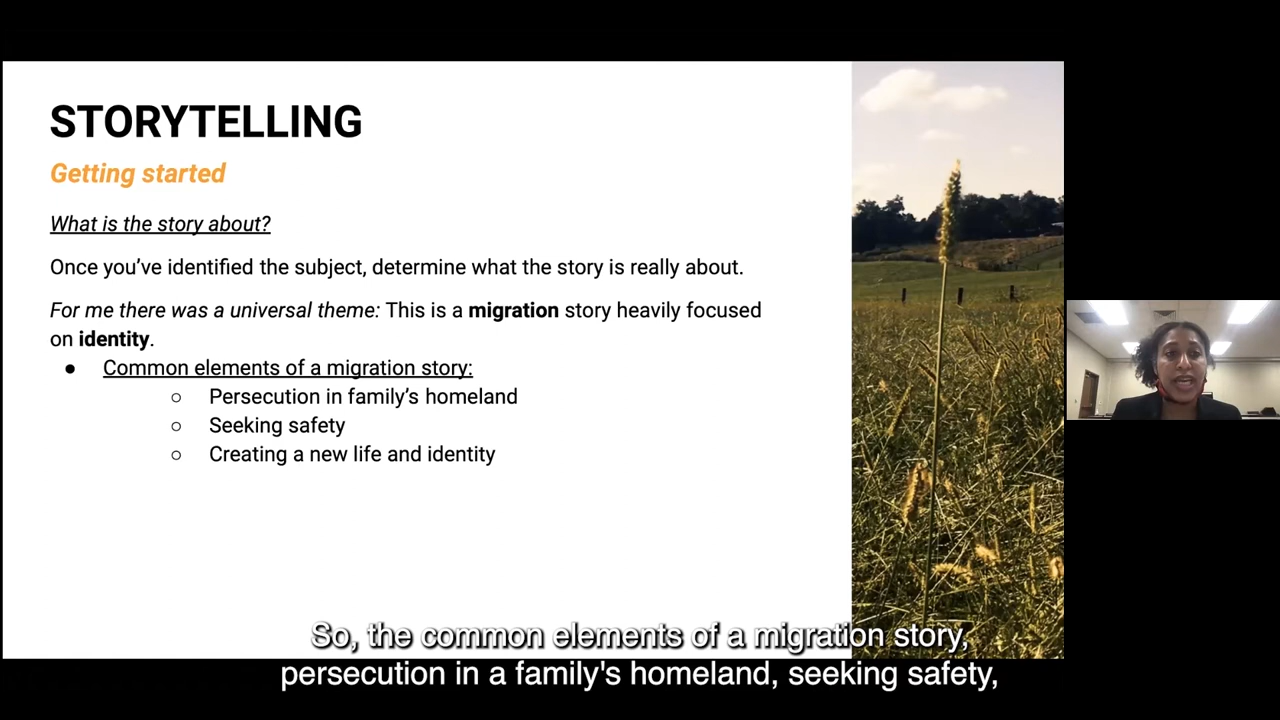 STORYTELLING
Getting started
What is the story about?
Once you’ve identified the subject, determine what the story is really about.
For me there was a universal theme: This is a migration story heavily focused
on identity.
● Common elements of a migration story:
○ Persecution in family’s homeland
○ Seeking safety
○ Creating a new life and identity
So, the common elements of a migration story,
persecution in a family's homeland, seeking safety,